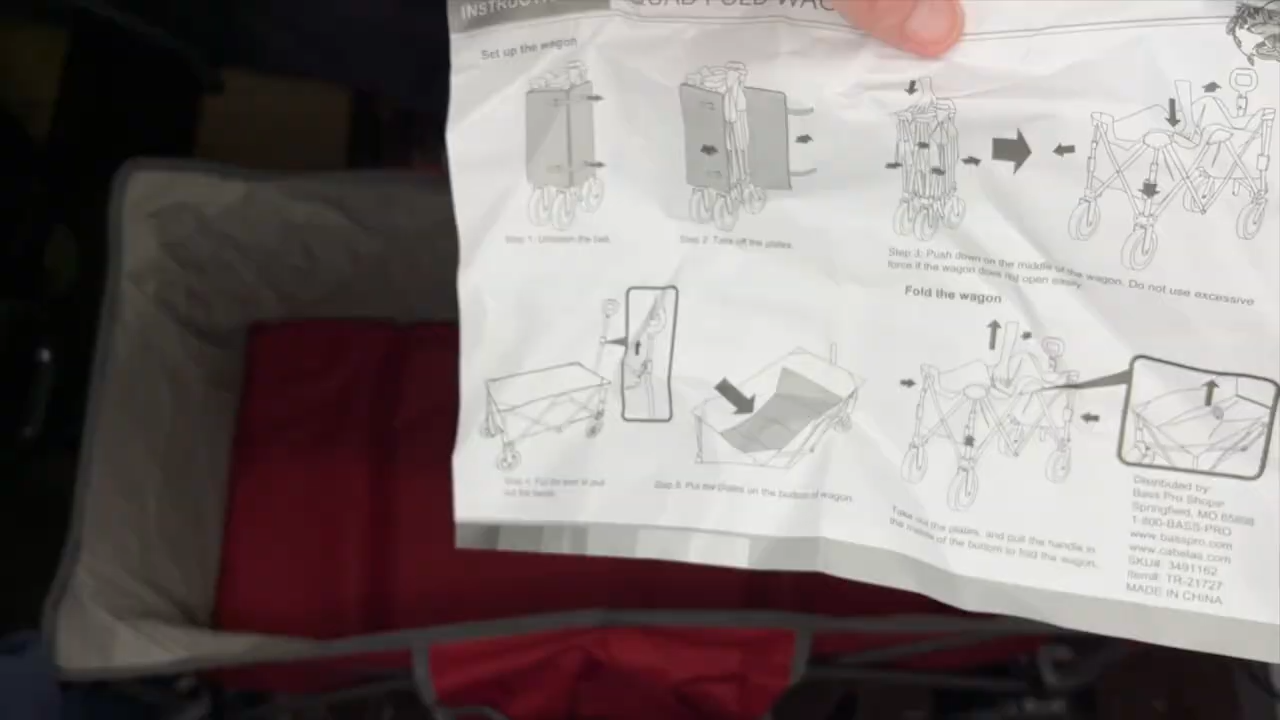 QUAD FOLD WAG
Set up the wagon
Step 1: Unfasten the belt.
Step 2: Take off the plates.
Step 3: Push down on the middle of the wagon. Do not use excessive
force if the wagon does not open easily.
Fold the wagon
Step 5: Put the plates on the buttom of wagon.
Take out the plates, and pull the handle in
the middle of the bottom to fold the wagon.
Distributed by:
Bass Pro Shops®
Springfield, MO 65898
1-800-BASS-PRO
www.basspro.com
www.cabelas.com
SKU#: 3491162
Item#: TR-21727
MADE IN CHINA